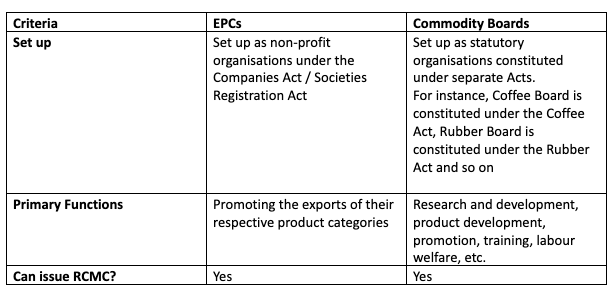 Criteria
EPCs
Commodity Boards
Set up
Set up as non-profit
organisations under the
Companies Act / Societies
Registration Act
Set up as statutory
organisations constituted
under separate Acts.
For instance, Coffee Board is
constituted under the Coffee
Act, Rubber Board is
constituted under the Rubber
Act and so on
Primary Functions
Promoting the exports of their
respective product categories
Research and development,
product development,
promotion, training, labour
welfare, etc.
Can issue RCMC?
Yes
Yes